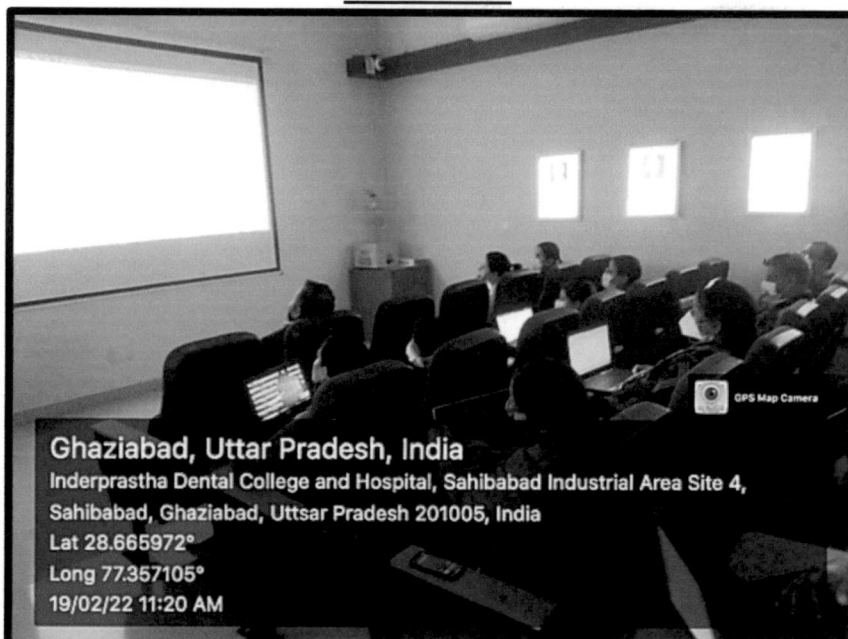 GPS Map Camera
Ghaziabad, Uttar Pradesh, India
Inderprastha Dental College and Hospital, Sahibabad Industrial Area Site 4,
Sahibabad, Ghaziabad, Uttsar Pradesh 201005, India
Lat 28.665972°
Long 77.357105°
19/02/22 11:20 AM